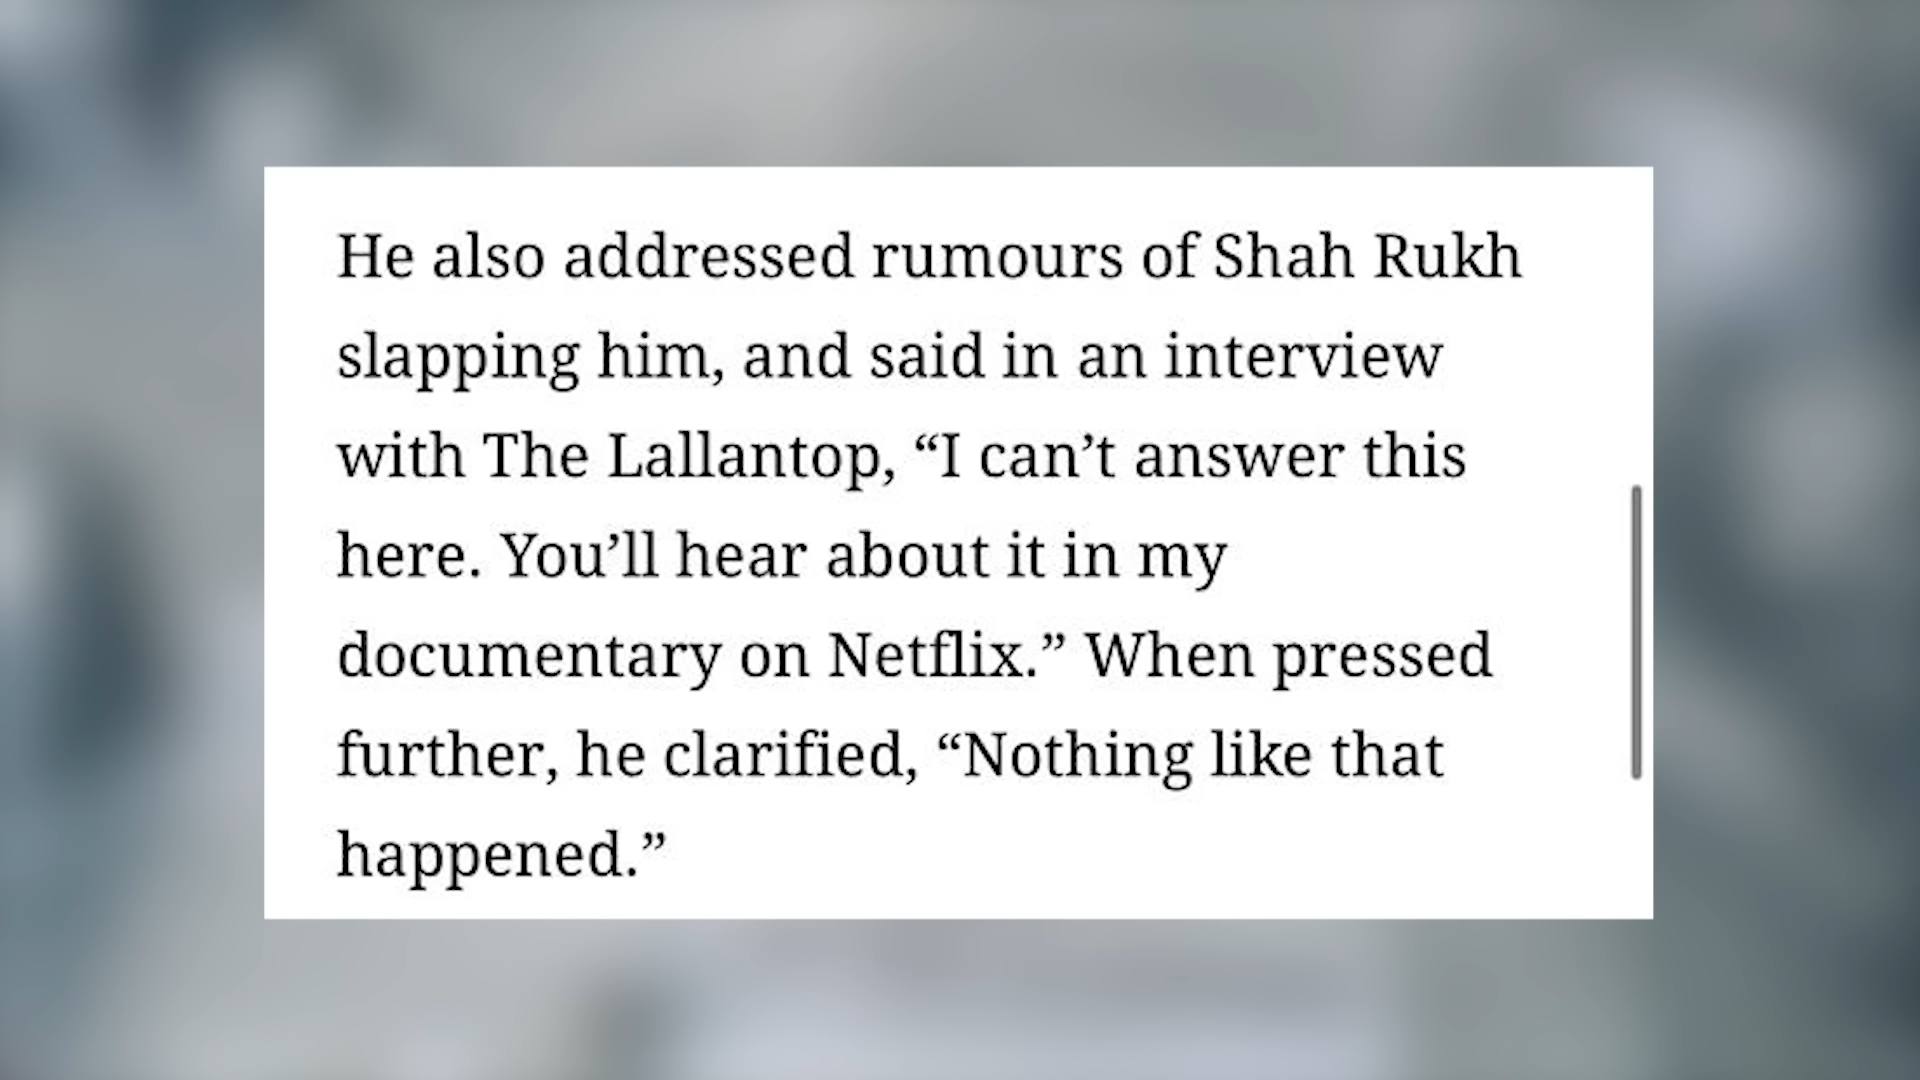 He also addressed rumours of Shah Rukh
slapping him, and said in an interview
with The Lallantop, “I can’t answer this
here. You’ll hear about it in my
documentary on Netflix.” When pressed
further, he clarified, “Nothing like that
happened.”